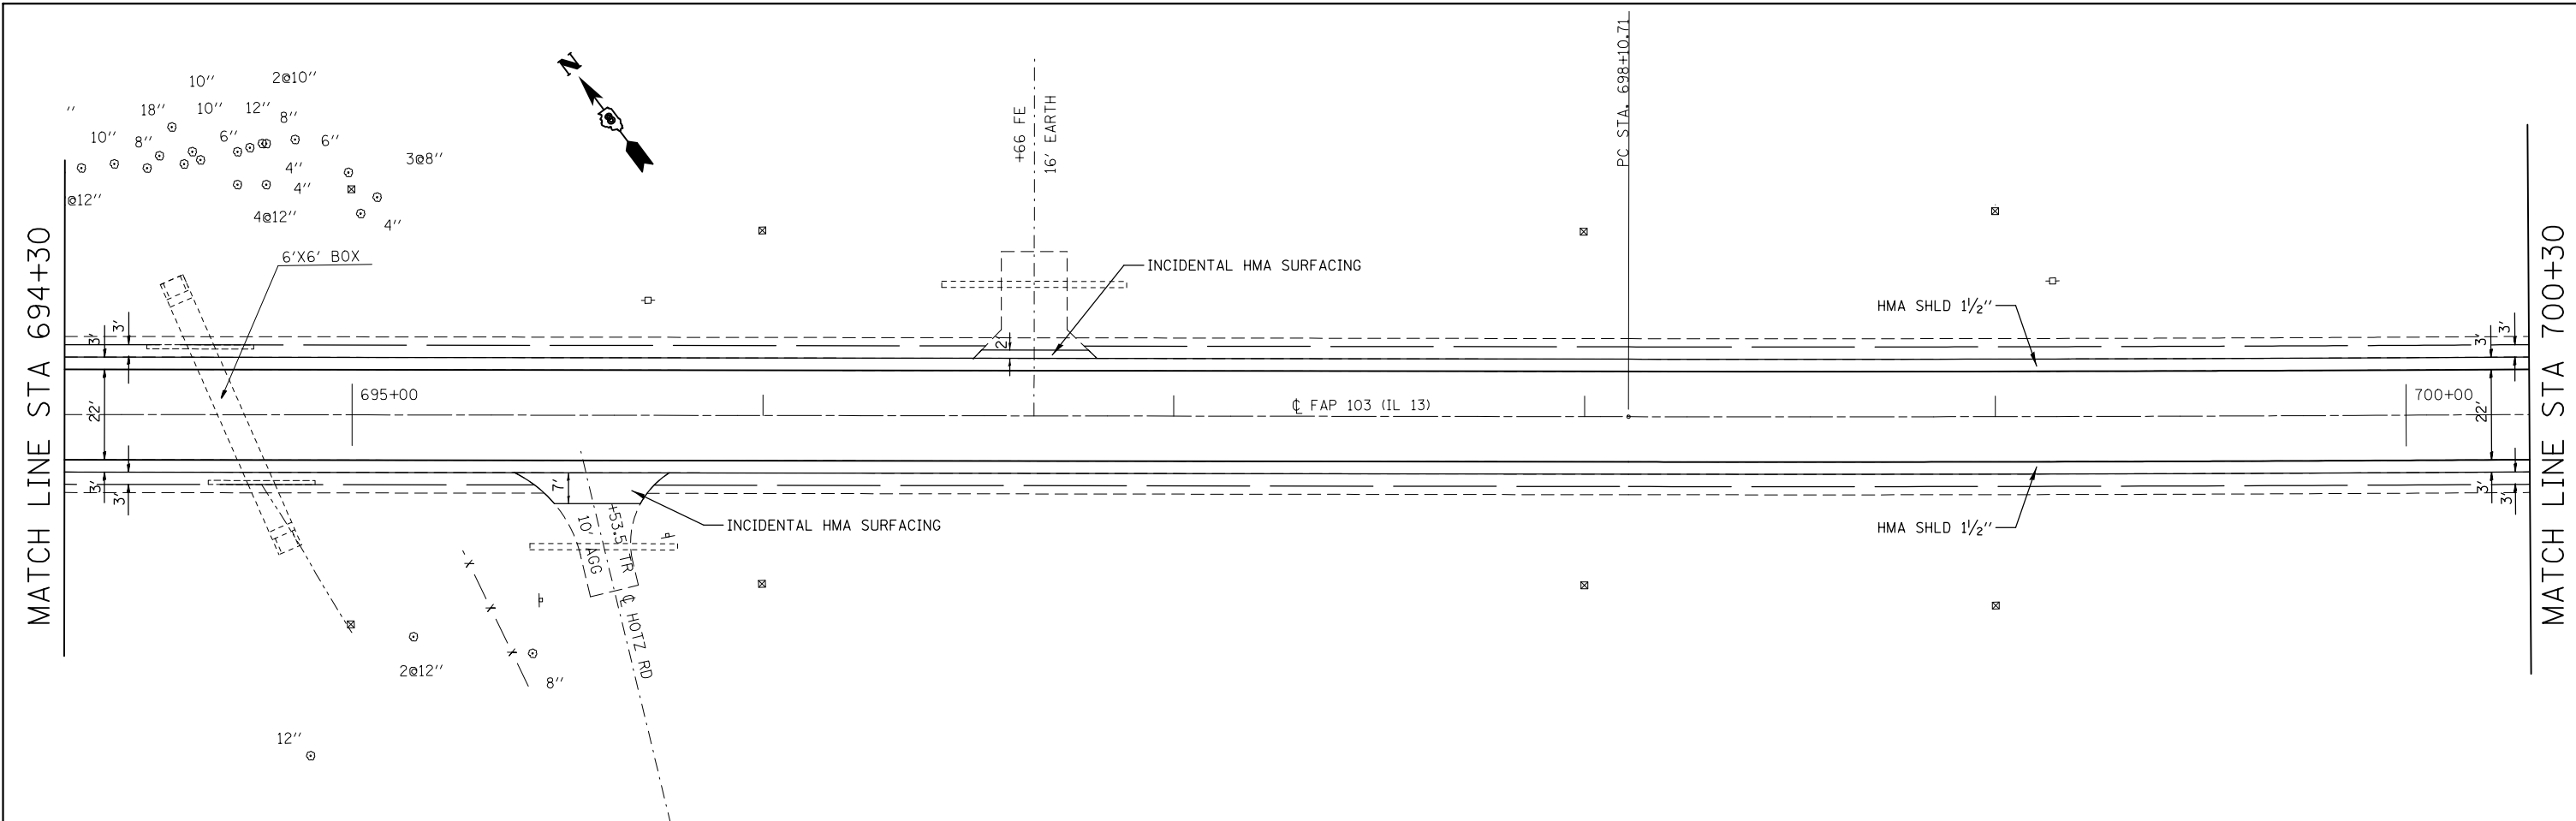 10''
2@10''
''
18''
10''
12''
8''
10''
8''
6''
6''
3@8''
4''
4''
@12''
4@12''
4''
N
+66 FE
16' EARTH
PC STA. 698+10.71
MATCH LINE STA 694+30
6'X6' BOX
INCIDENTAL HMA SURFACING
HMA SHLD 1½''
MATCH LINE STA 700+30
3'
3'
2'
3'
3'
22'
695+00
℄ FAP 103 (IL 13)
700+00
22'
3'
3'
7'
3'
3'
+53.5 TR
10' AGG
INCIDENTAL HMA SURFACING
HMA SHLD 1½''
℄ HOTZ RD
2@12''
8''
12''